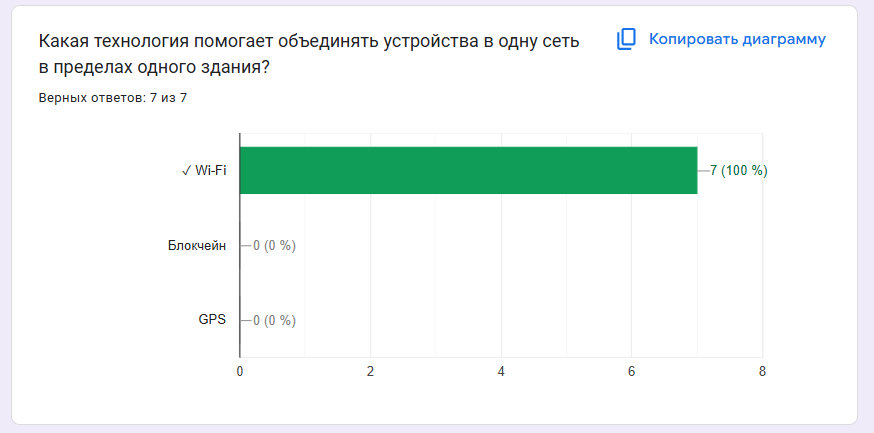 Какая технология помогает объединять устройства в одну сеть
в пределах одного здания?
Копировать диаграмму
Верных ответов: 7 из 7
✓ Wi-Fi
7 (100 %)
Блокчейн
0 (0 %)
GPS
0 (0 %)
0 2 4 6 8